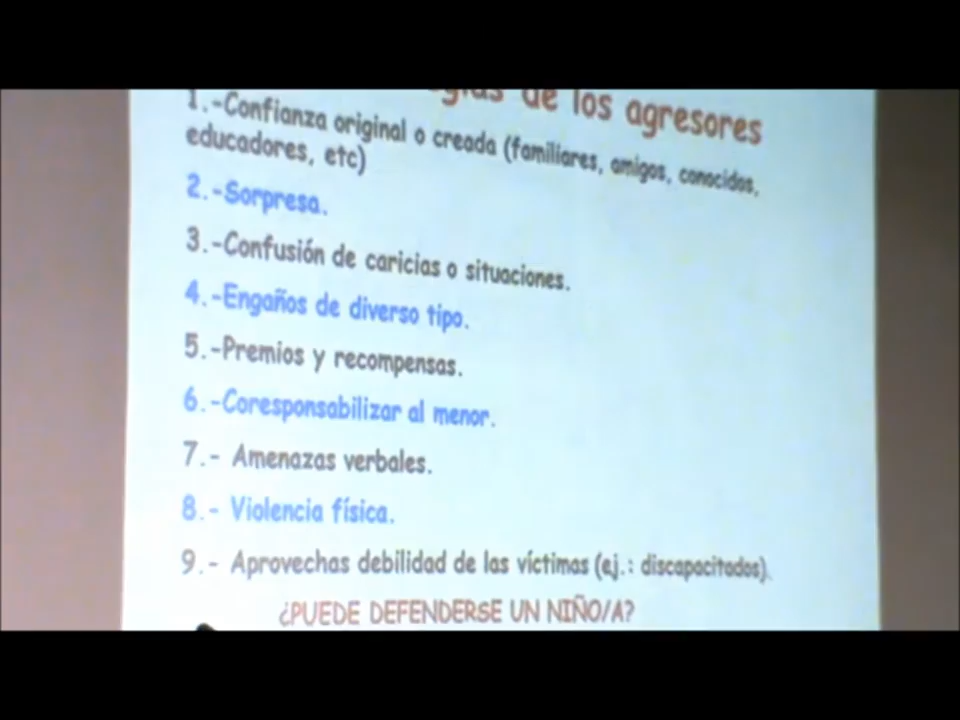 de los agresores
1.-Confianza original o creada (familiares, amigos, conocidos,
educadores, etc)
2.-Sorpresa.
3.-Confusión de caricias o situaciones.
4.-Engaños de diverso tipo.
5.-Premios y recompensas.
6.-Coresponsabilizar al menor.
7.- Amenazas verbales.
8.- Violencia física.
9.- Aprovechas debilidad de las víctimas (ej.: discapacitados).
¿PUEDE DEFENDERSE UN NIÑO/A?